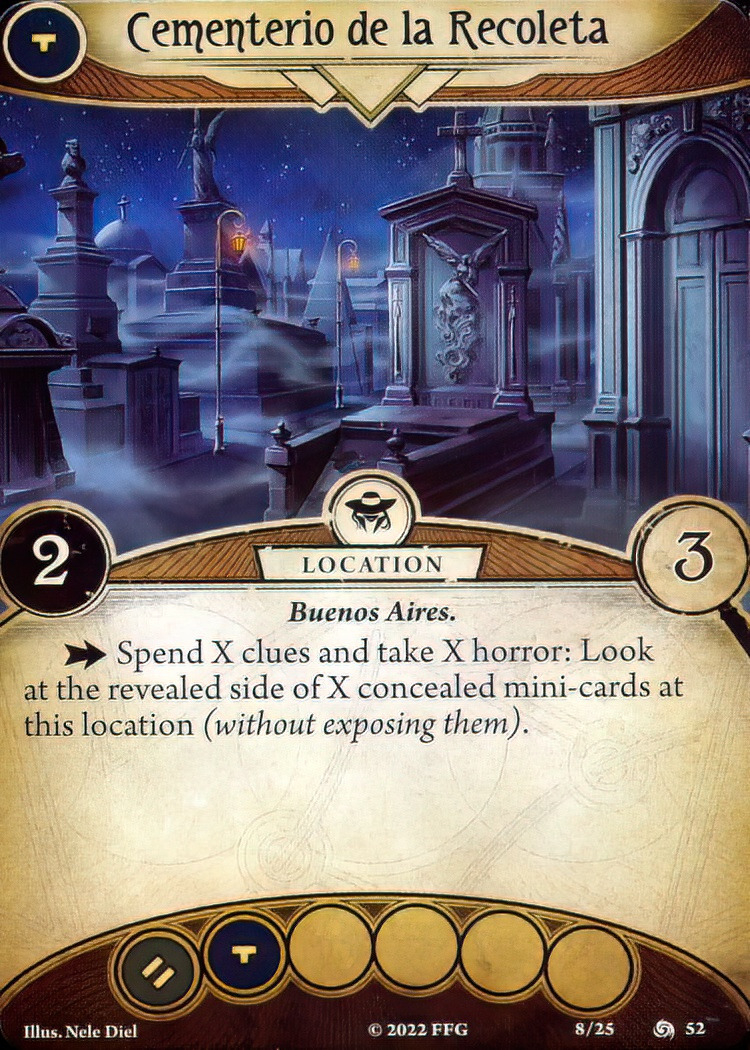 Cementerio de la Recoleta
2
LOCATION
3
Buenos Aires.
Spend X clues and take X horror: Look
at the revealed side of X concealed mini-cards at
this location (without exposing them).
Illus. Nele Diel
© 2022 FFG
8/25
52